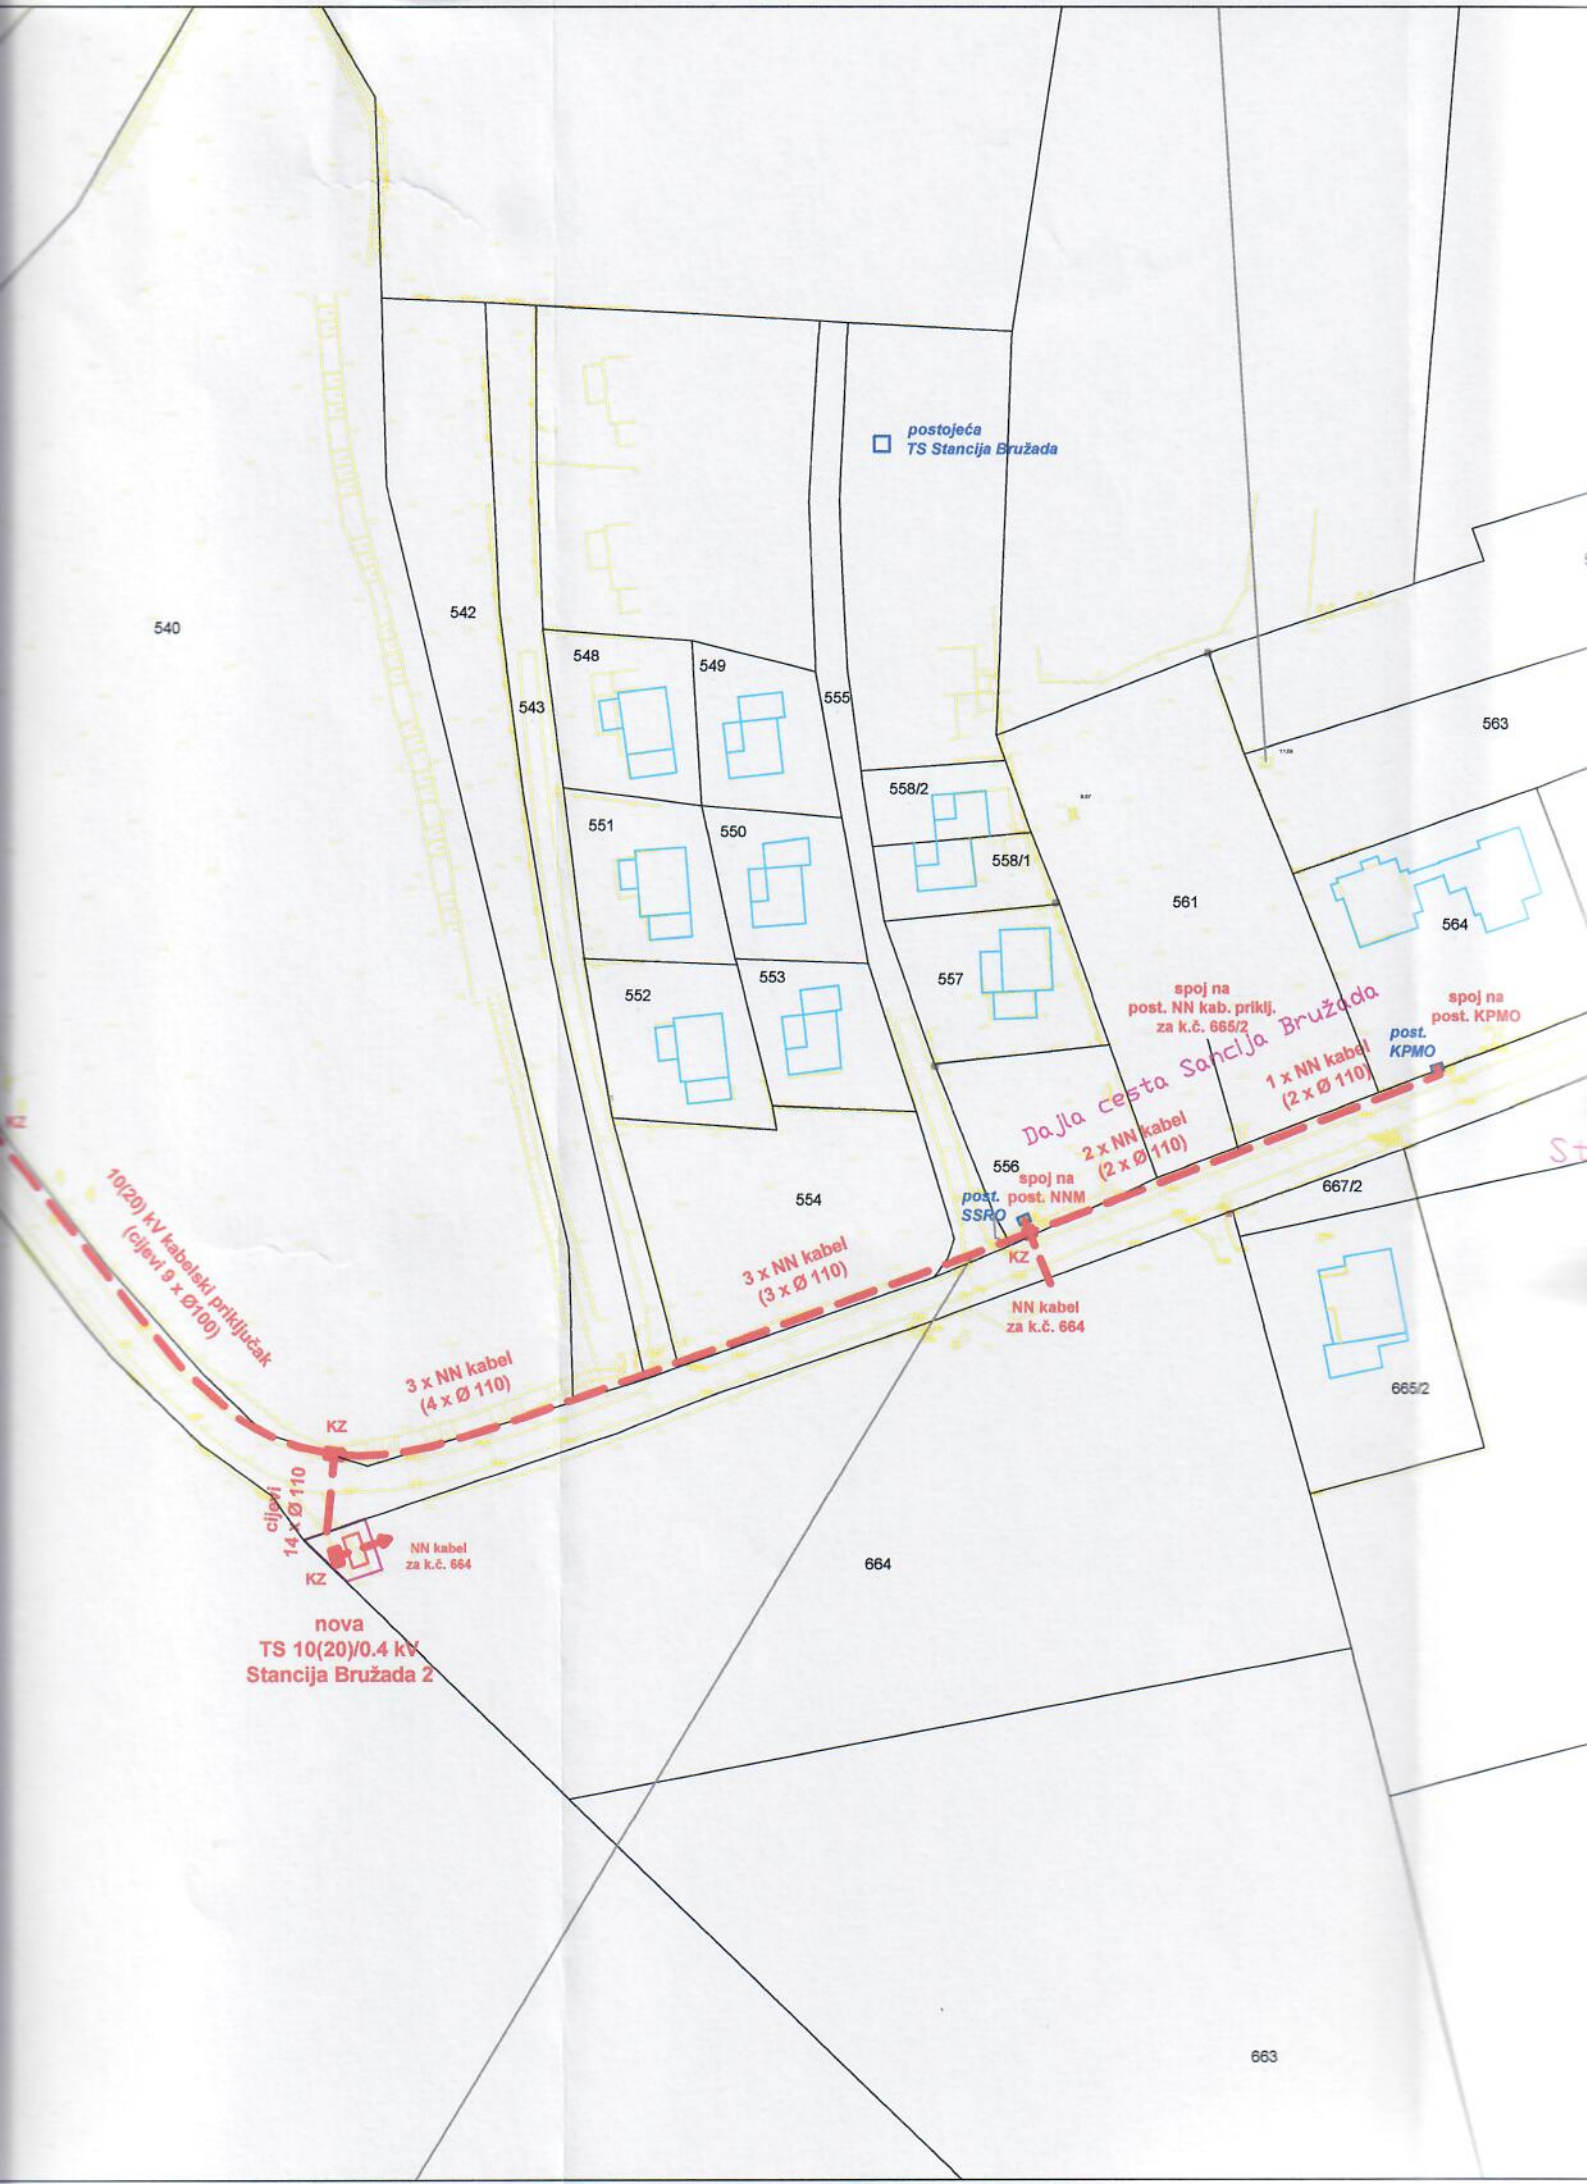 postojeća
TS Stancija Bružada
540
542
543
548
549
555
563
551
550
558/2
558/1
561
564
552
553
557
spoj na
post. NN kab. priklj.
za k.č. 665/2
spoj na
post. KPMO
post.
KPMO
Dajla cesta Sancija Bružada
1 x NN kabel
(2 x Ø 110)
2 x NN kabel
(2 x Ø 110)
KZ
10(20) kV kabelski priključak
(cijevi 9 x Ø100)
554
556
spoj na
post. NNM
post.
SSRO
667/2
3 x NN kabel
(3 x Ø 110)
KZ
NN kabel
za k.č. 664
3 x NN kabel
(4 x Ø 110)
665/2
KZ
cijevi
14 x Ø 110
NN kabel
za k.č. 664
KZ
664
nova
TS 10(20)/0.4 kV
Stancija Bružada 2
663